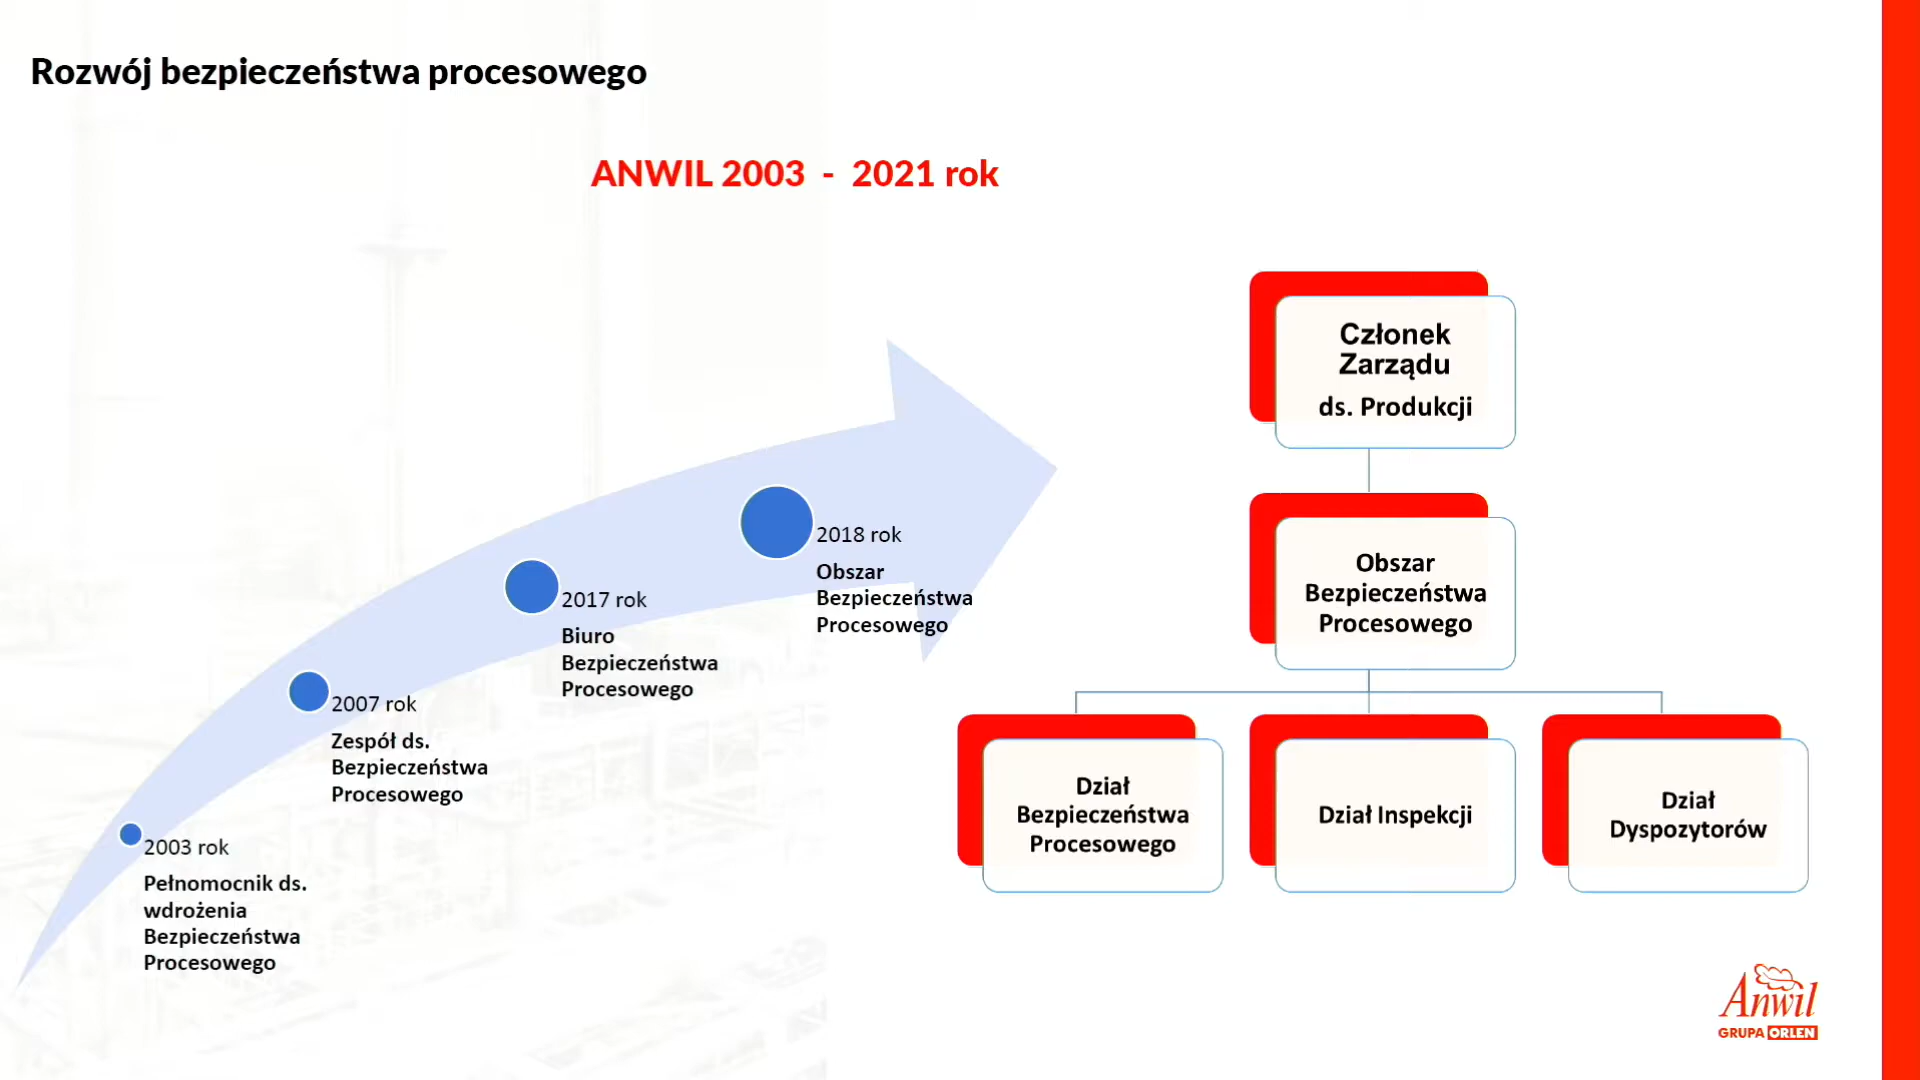 Rozwój bezpieczeństwa procesowego
ANWIL 2003 - 2021 rok
2003 rok
Pełnomocnik ds.
wdrożenia
Bezpieczeństwa
Procesowego
2007 rok
Zespół ds.
Bezpieczeństwa
Procesowego
2017 rok
Biuro
Bezpieczeństwa
Procesowego
2018 rok
Obszar
Bezpieczeństwa
Procesowego
Członek
Zarządu
ds. Produkcji
Obszar
Bezpieczeństwa
Procesowego
Dział
Bezpieczeństwa
Procesowego
Dział Inspekcji
Dział
Dyspozytorów
Anwil
GRUPA ORLEN